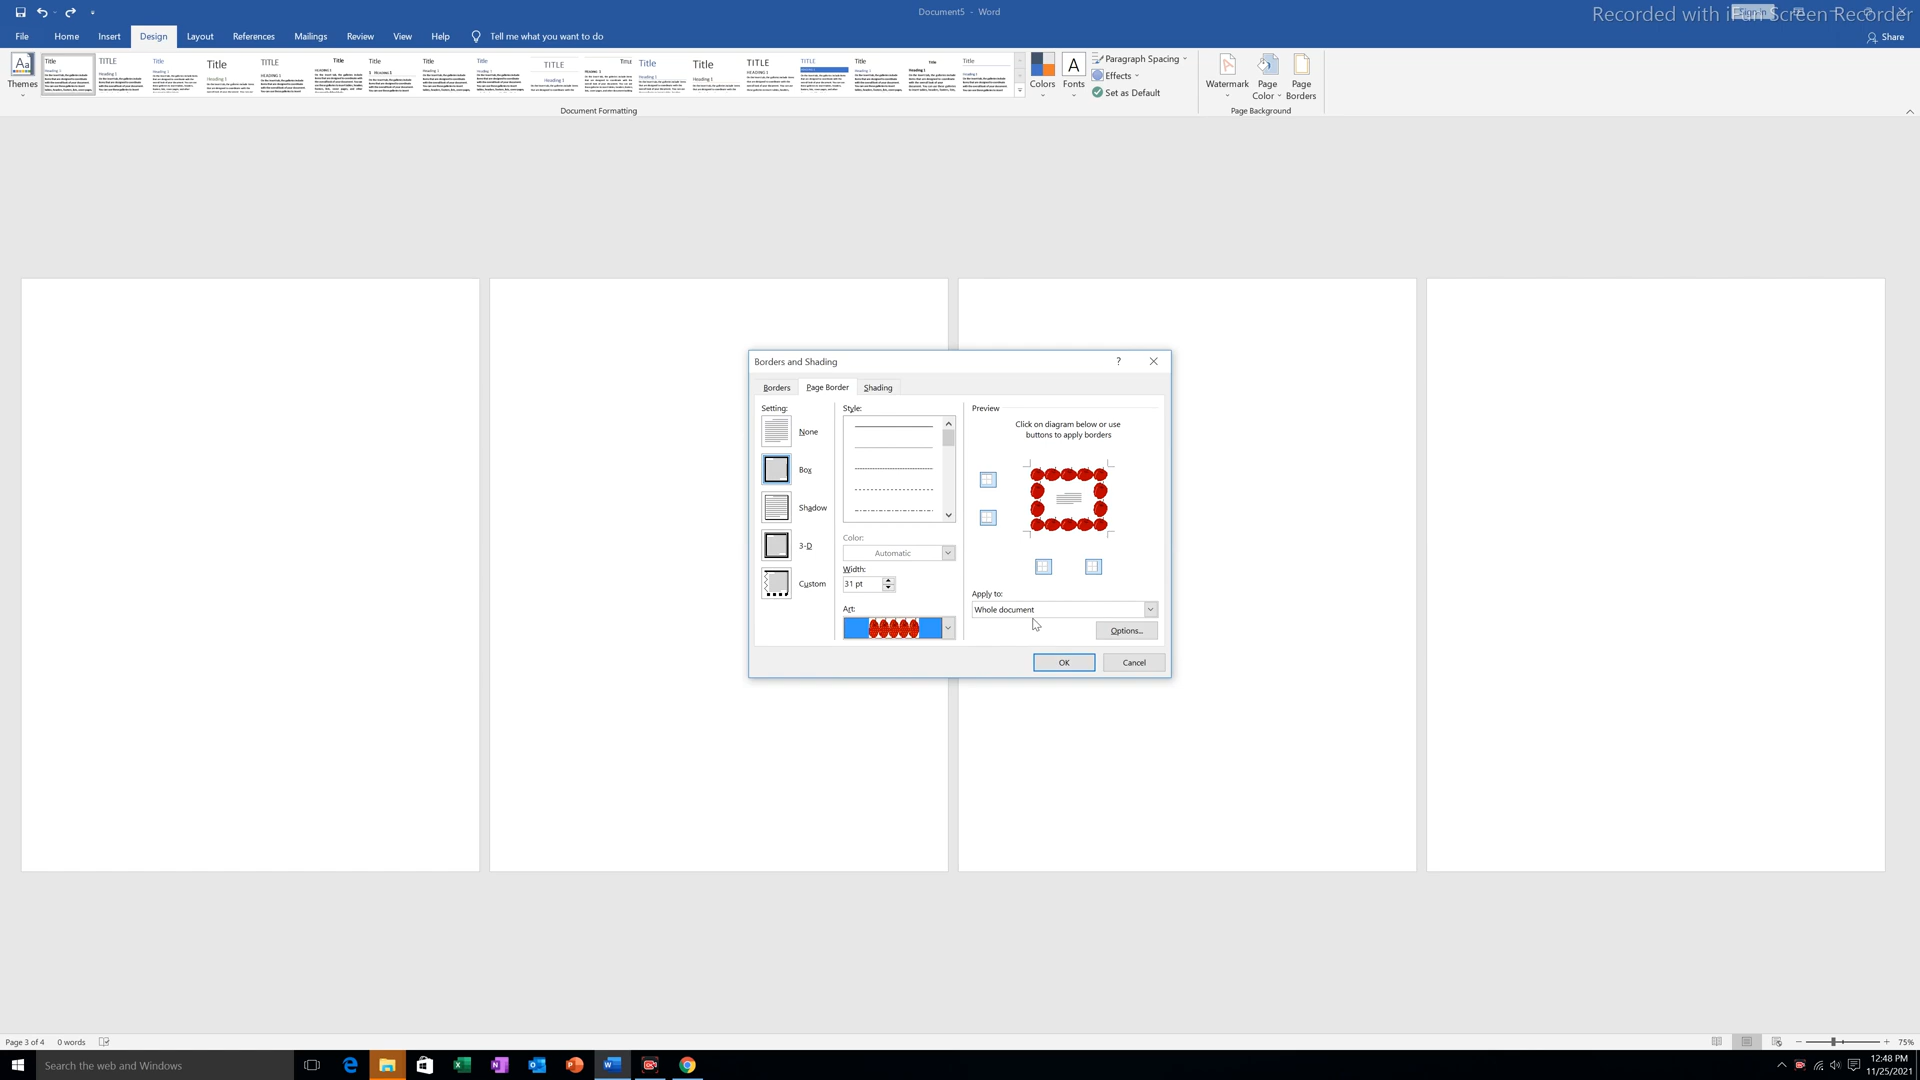 Document5 - Word
Recorded with
Screen Recorder
File Home Insert Design Layout References Mailings Review View Help Tell me what you want to do
Share
Themes
Colors
Fonts
Paragraph Spacing
Effects
Set as Default
Watermark
Page Color
Page Borders
Document Formatting
Page Background
Borders and Shading
Borders Page Border Shading
Setting:
None
Box
Shadow
3-D
Custom
Style:
Color:
Automatic
Width:
31 pt
Art:
Preview
Click on diagram below or use
buttons to apply borders
Apply to:
Whole document
Options...
OK
Cancel
Page 3 of 4 0 words
75%
Search the web and Windows
12:48 PM
11/25/2021